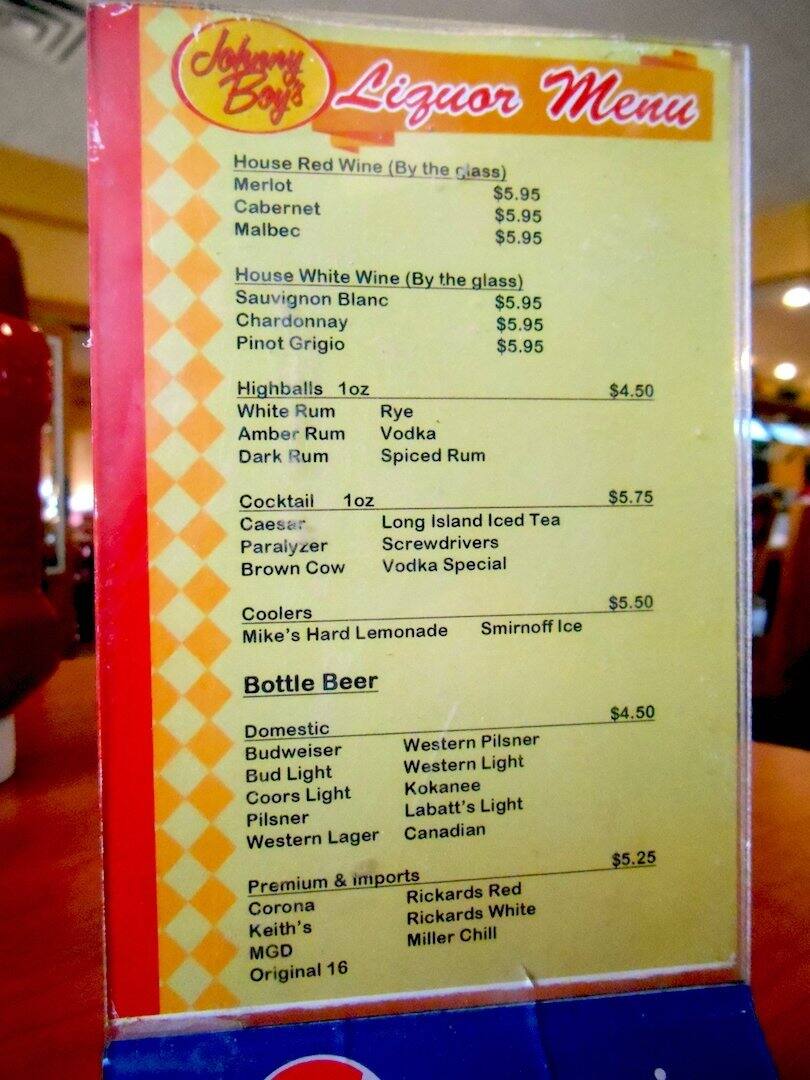 Johnny Boy's
Liquor Menu
House Red Wine (By the glass)
Merlot $5.95
Cabernet $5.95
Malbec $5.95
House White Wine (By the glass)
Sauvignon Blanc $5.95
Chardonnay $5.95
Pinot Grigio $5.95
Highballs 1oz $4.50
White Rum Rye
Amber Rum Vodka
Dark Rum Spiced Rum
Cocktail 1oz $5.75
Caesar Long Island Iced Tea
Paralyzer Screwdrivers
Brown Cow Vodka Special
Coolers $5.50
Mike's Hard Lemonade Smirnoff Ice
Bottle Beer
Domestic $4.50
Budweiser Western Pilsner
Bud Light Western Light
Coors Light Kokanee
Pilsner Labatt's Light
Western Lager Canadian
Premium & imports $5.25
Corona Rickards Red
Keith's Rickards White
MGD Miller Chill
Original 16